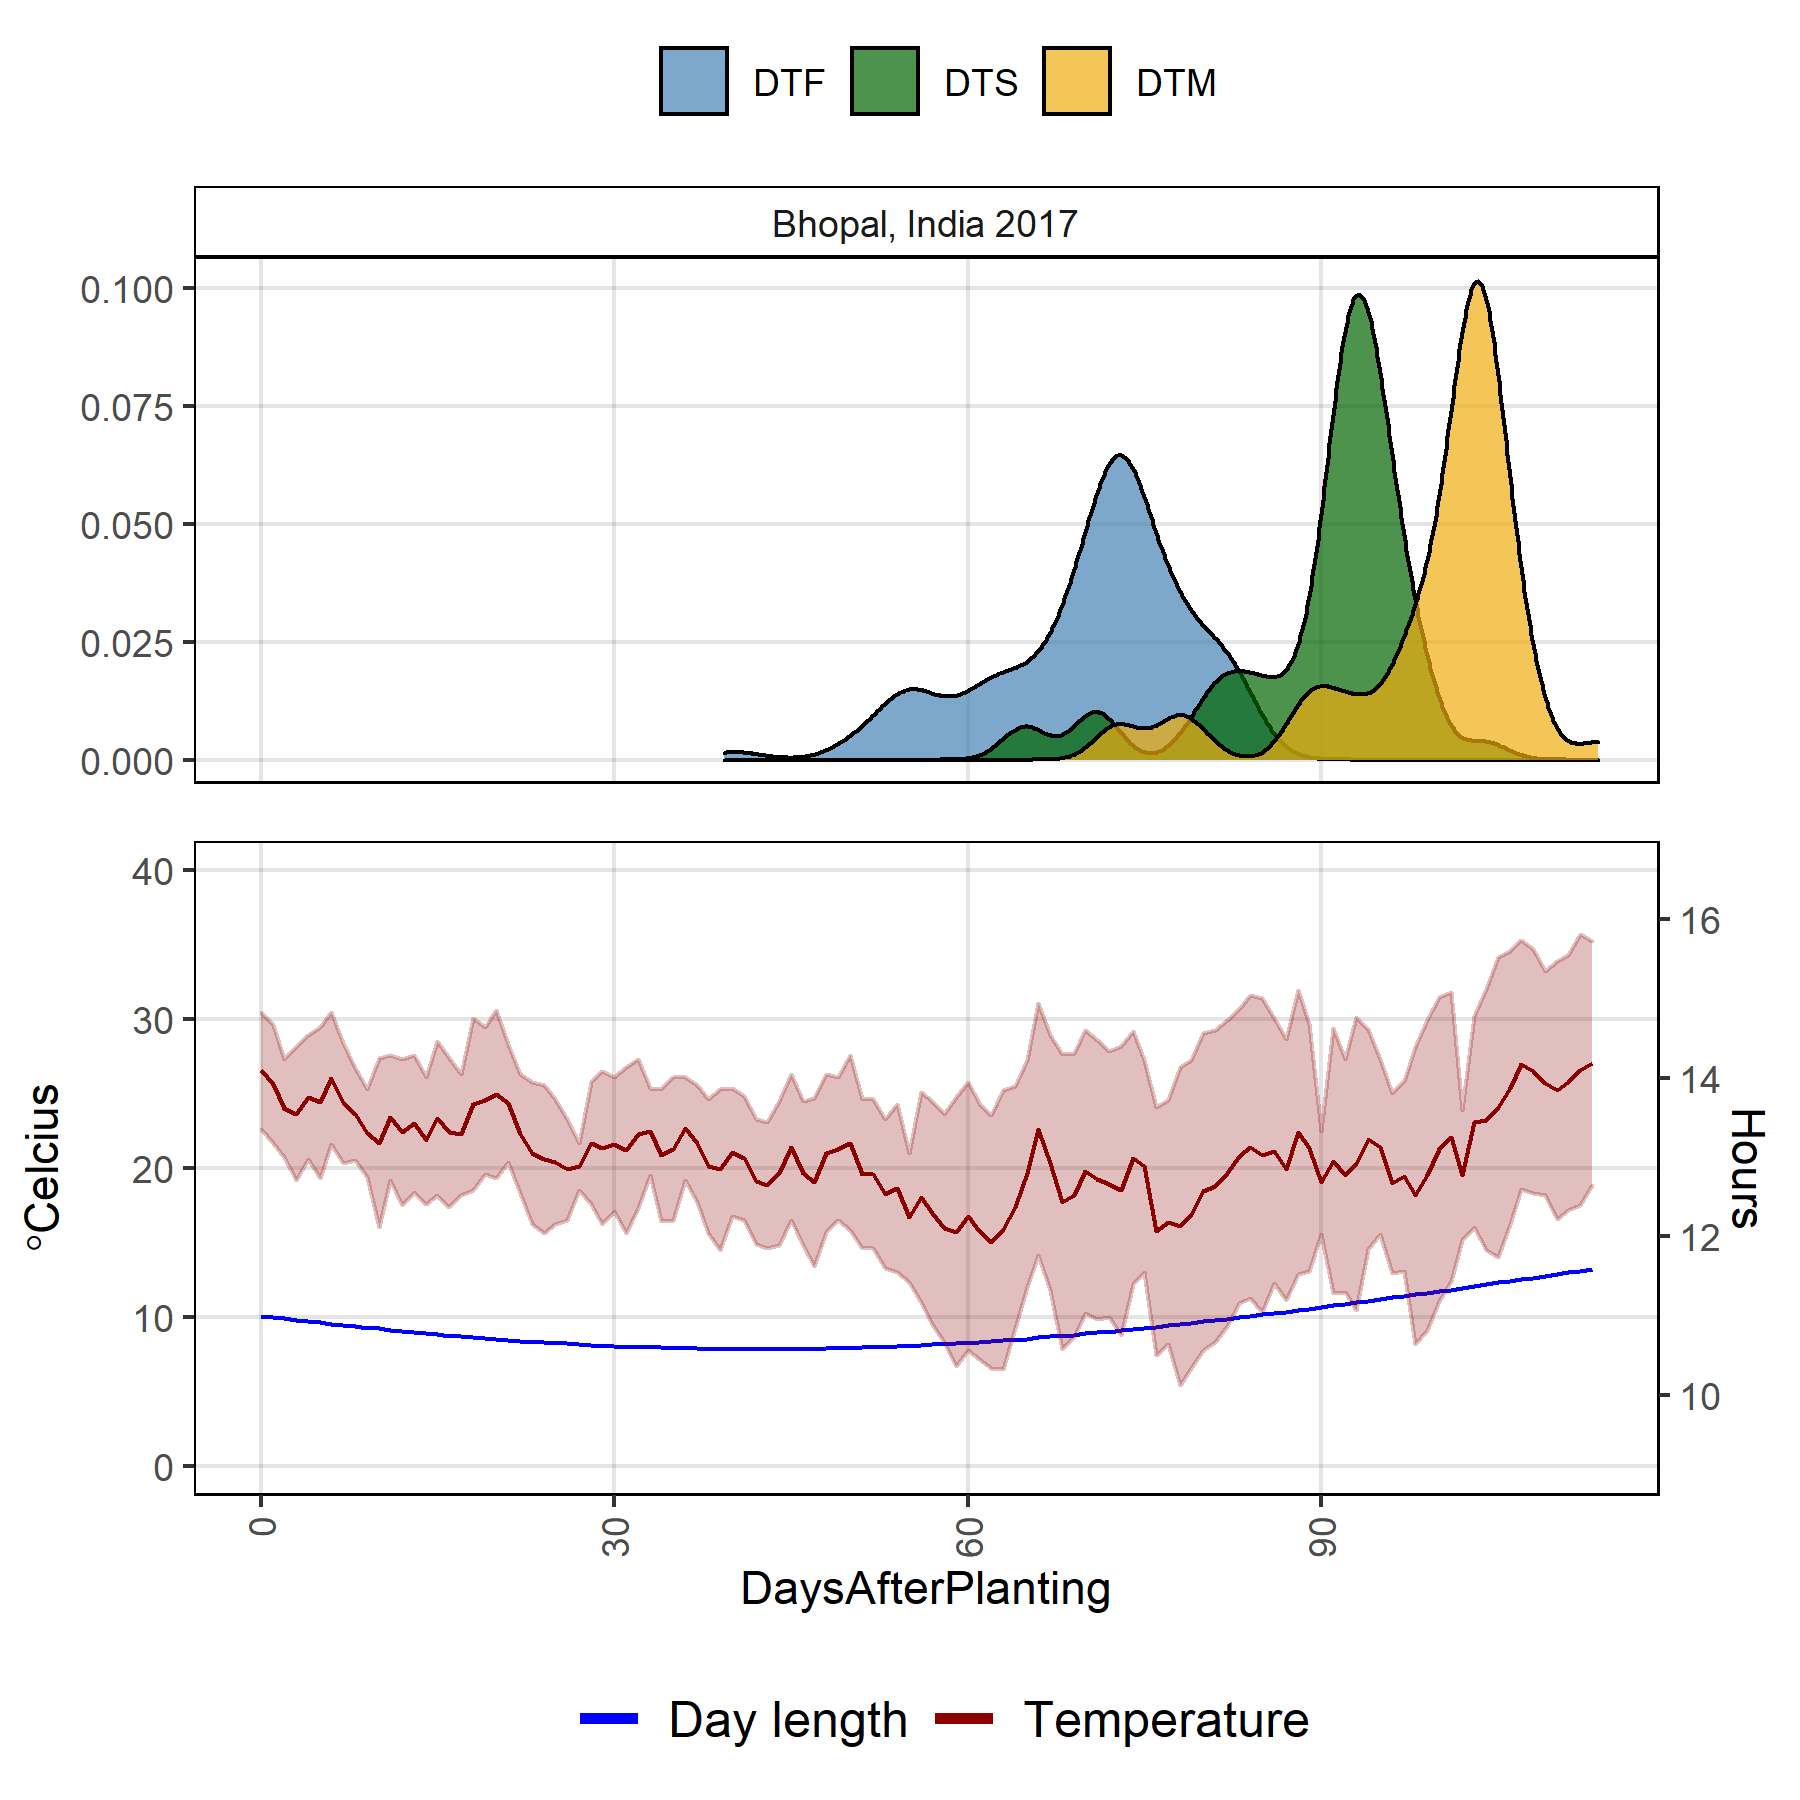 DTF DTS DTM
Bhopal, India 2017
0.100
0.075
0.050
0.025
0.000
40
30
20
10
0
°Celcius
16
14
12
10
Hours
0 30 60 90
DaysAfterPlanting
Day length Temperature